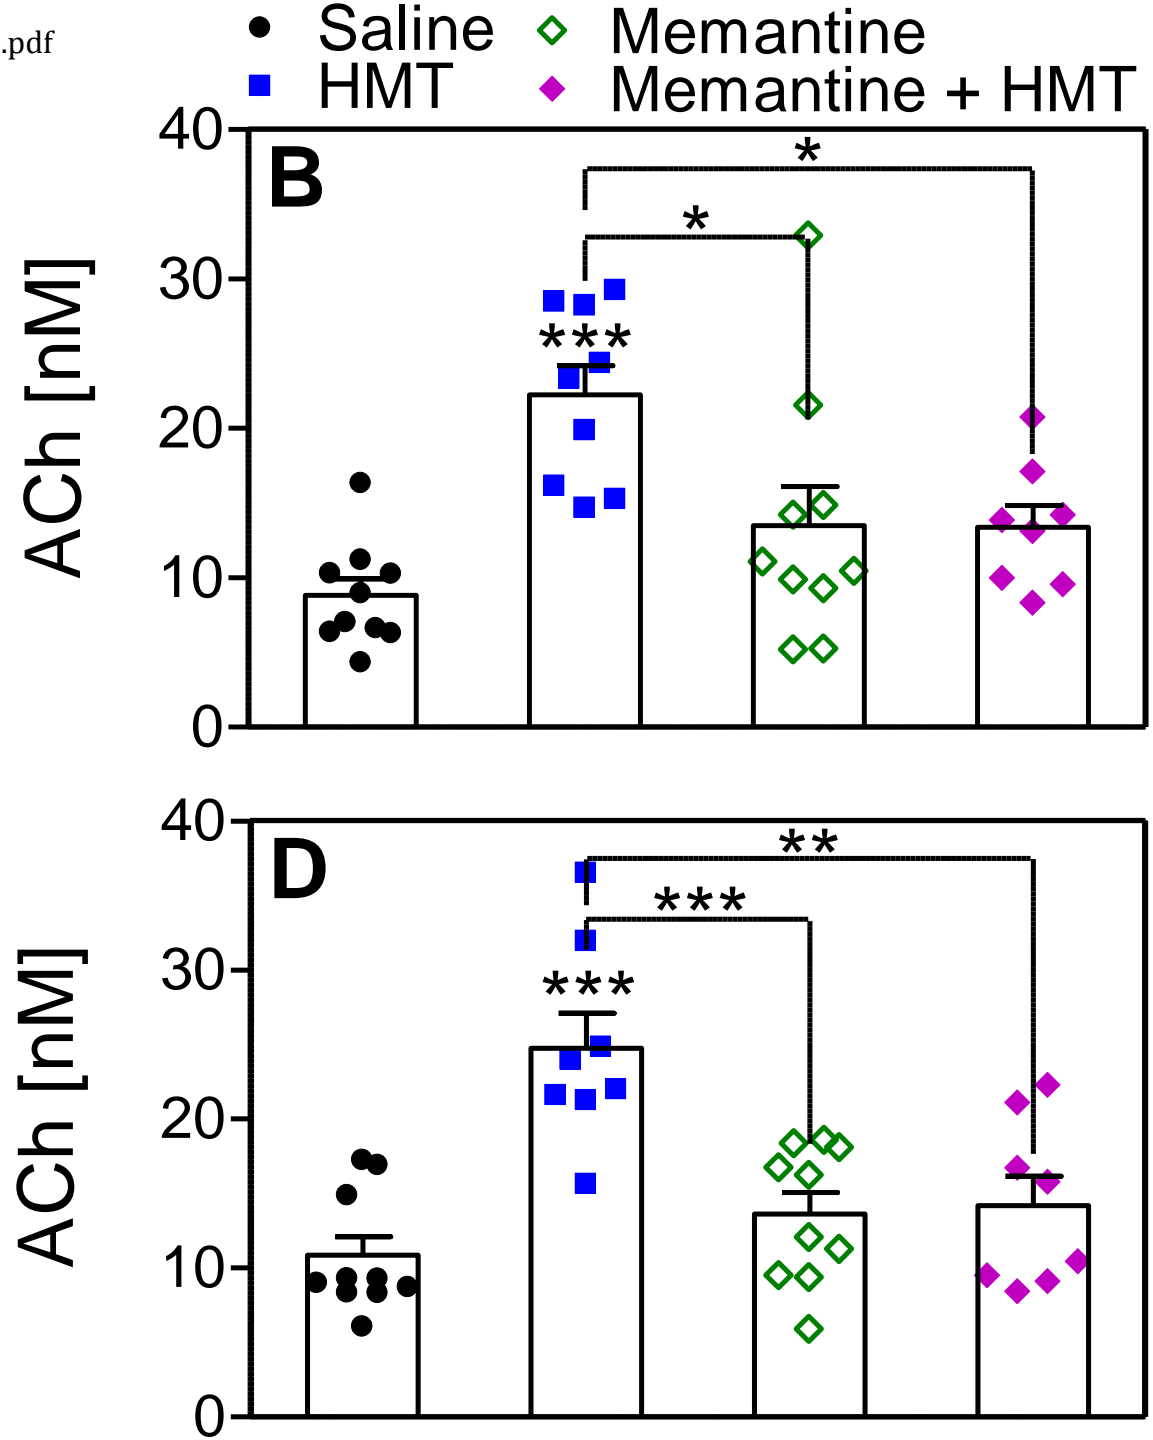 .pdf
Saline
Memantine
HMT
Memantine + HMT
B
ACh [nM]
40
30
20
10
0
*
*
***
D
ACh [nM]
40
30
20
10
0
**
***
***